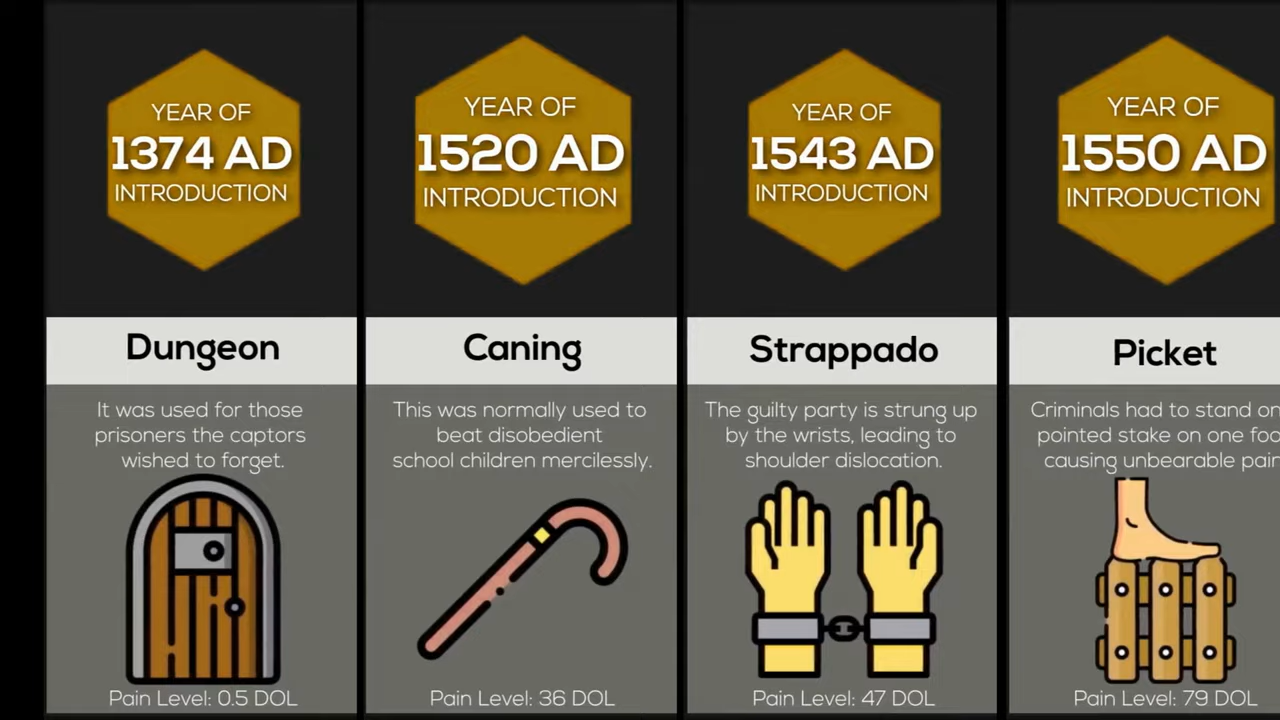 YEAR OF
1374 AD
INTRODUCTION
Dungeon
It was used for those
prisoners the captors
wished to forget.
Pain Level: 0.5 DOL
YEAR OF
1520 AD
INTRODUCTION
Caning
This was normally used to
beat disobedient
school children mercilessly.
Pain Level: 36 DOL
YEAR OF
1543 AD
INTRODUCTION
Strappado
The guilty party is strung up
by the wrists, leading to
shoulder dislocation.
Pain Level: 47 DOL
YEAR OF
1550 AD
INTRODUCTION
Picket
Criminals had to stand on
pointed stake on one foo
causing unbearable pain
Pain Level: 79 DOL